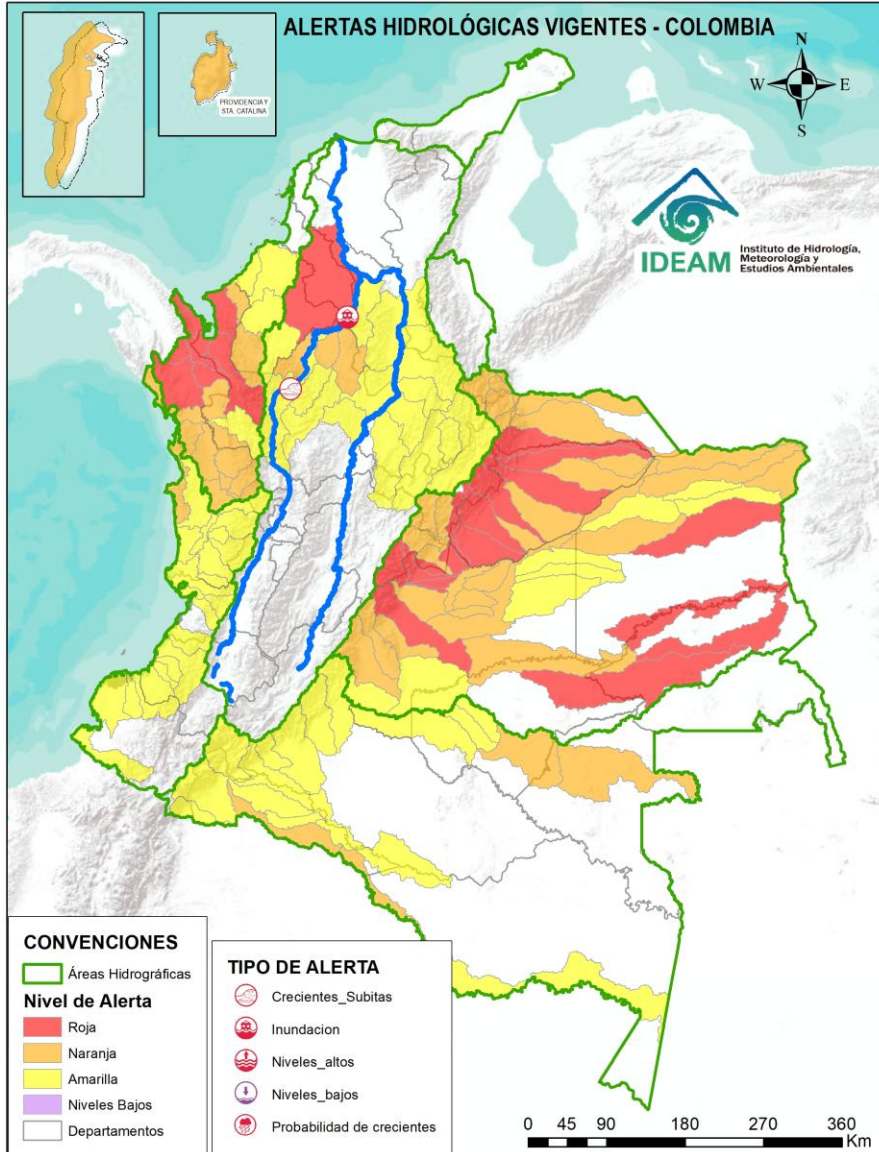 ALERTAS HIDROLÓGICAS VIGENTES - COLOMBIA
PROVIDENCIA Y
STA. CATALINA
N
W
E
S
IDEAM
Instituto de Hidrología,
Meteorología y
Estudios Ambientales
CONVENCIONES
Áreas Hidrográficas
Nivel de Alerta
Roja
Naranja
Amarilla
Niveles Bajos
Departamentos
TIPO DE ALERTA
Crecientes_Subitas
Inundacion
Niveles_altos
Niveles_bajos
Probabilidad de crecientes
0 45 90 180 270 360
Km